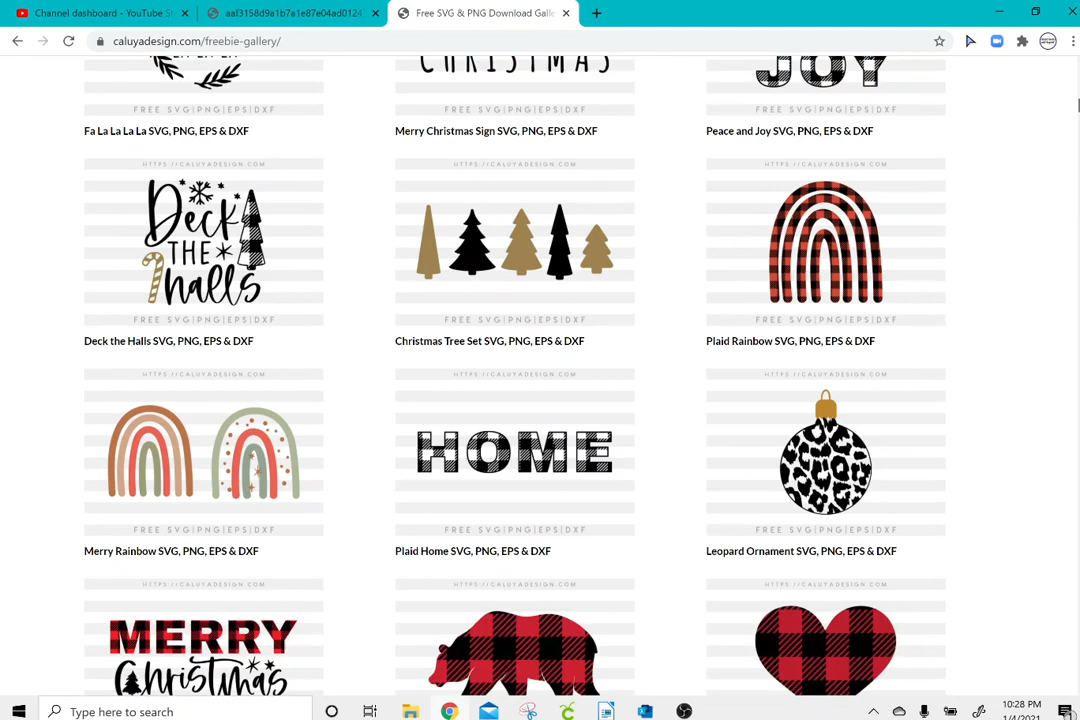 Channel dashboard - YouTube St
aaf3158d9a1b7a1e87e04ad0124
Free SVG & PNG Download Galle
caluyadesign.com/freebie-gallery/
CHRISTMAS
JOY
FREE SVG|PNG|EPS|DXF
FREE SVG|PNG|EPS|DXF
FREE SVG|PNG|EPS|DXF
Fa La La La La SVG, PNG, EPS & DXF
Merry Christmas Sign SVG, PNG, EPS & DXF
Peace and Joy SVG, PNG, EPS & DXF
HTTPS://CALUYADESIGN.COM
HTTPS://CALUYADESIGN.COM
HTTPS://CALUYADESIGN.COM
Deck
THE
halls
FREE SVG|PNG|EPS|DXF
FREE SVG|PNG|EPS|DXF
FREE SVG|PNG|EPS|DXF
Deck the Halls SVG, PNG, EPS & DXF
Christmas Tree Set SVG, PNG, EPS & DXF
Plaid Rainbow SVG, PNG, EPS & DXF
HTTPS://CALUYADESIGN.COM
HTTPS://CALUYADESIGN.COM
HTTPS://CALUYADESIGN.COM
HOME
FREE SVG|PNG|EPS|DXF
FREE SVG|PNG|EPS|DXF
FREE SVG|PNG|EPS|DXF
Merry Rainbow SVG, PNG, EPS & DXF
Plaid Home SVG, PNG, EPS & DXF
Leopard Ornament SVG, PNG, EPS & DXF
HTTPS://CALUYADESIGN.COM
HTTPS://CALUYADESIGN.COM
HTTPS://CALUYADESIGN.COM
MERRY
Christmas
Type here to search
10:28 PM
1/4/2021